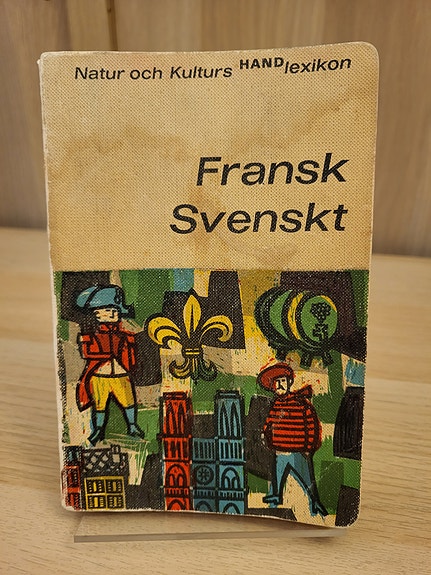 Natur och Kulturs HANDlexikon
Fransk
Svenskt